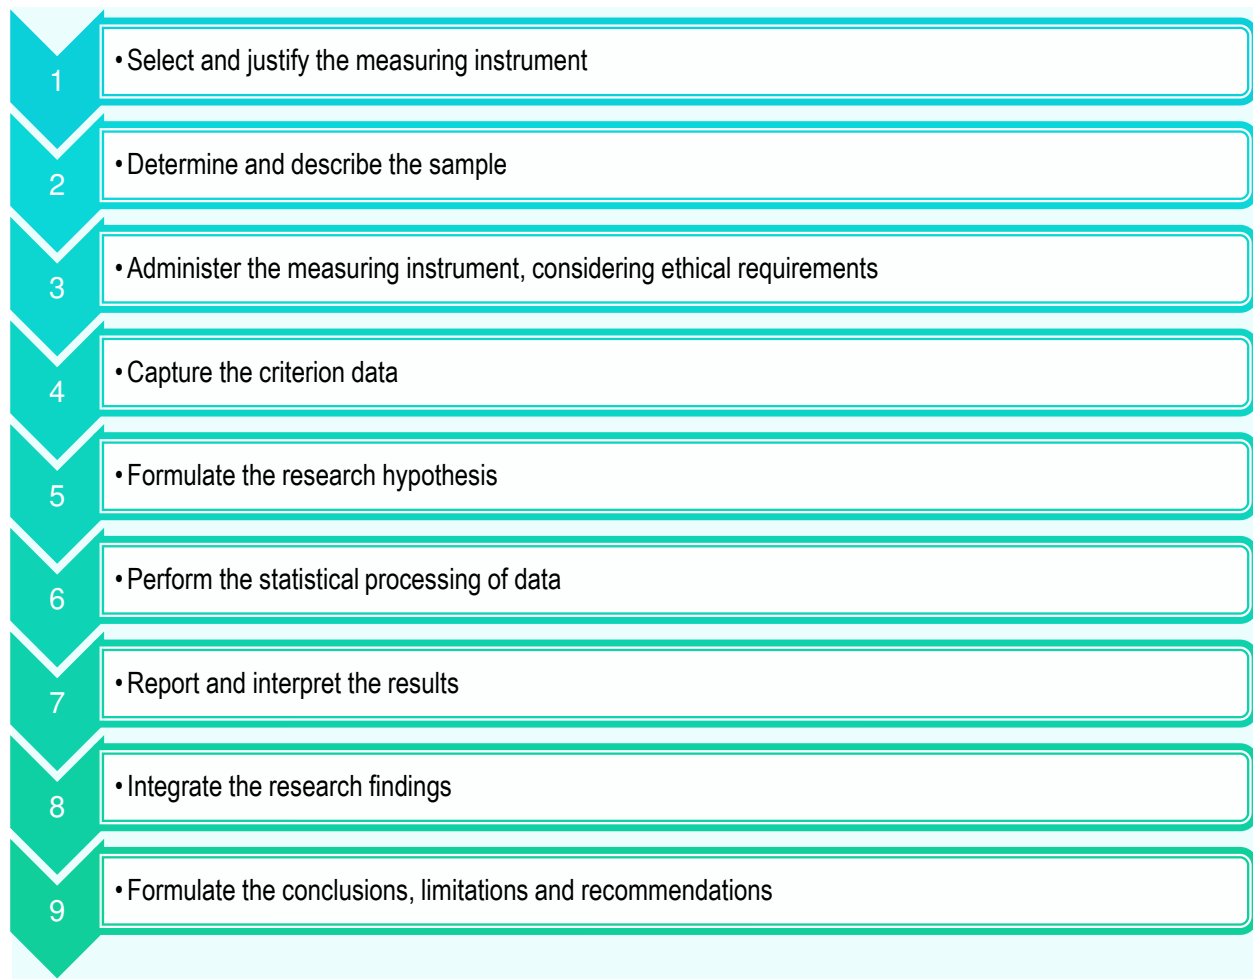 1
• Select and justify the measuring instrument
2
• Determine and describe the sample
3
• Administer the measuring instrument, considering ethical requirements
4
• Capture the criterion data
5
• Formulate the research hypothesis
6
• Perform the statistical processing of data
7
• Report and interpret the results
8
• Integrate the research findings
9
• Formulate the conclusions, limitations and recommendations